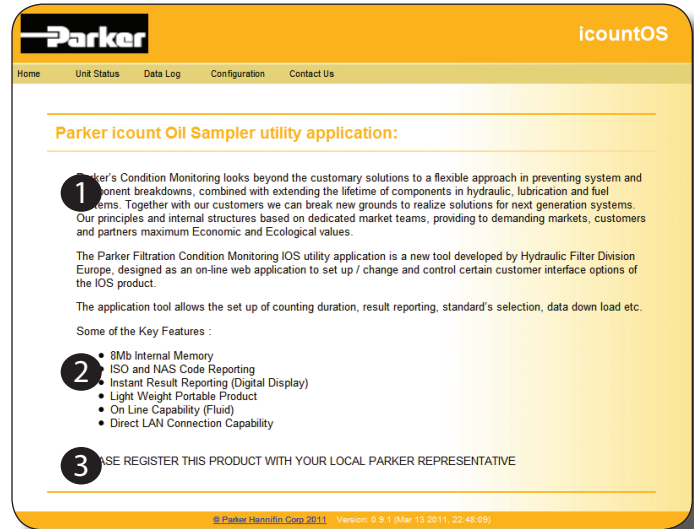 Parker
icountOS
Home Unit Status Data Log Configuration Contact Us
Parker icount Oil Sampler utility application:
Parker's Condition Monitoring looks beyond the customary solutions to a flexible approach in preventing system and
1
breakdowns, combined with extending the lifetime of components in hydraulic, lubrication and fuel
Together with our customers we can break new grounds to realize solutions for next generation systems.
Our principles and internal structures based on dedicated market teams, providing to demanding markets, customers
and partners maximum Economic and Ecological values.
The Parker Filtration Condition Monitoring IOS utility application is a new tool developed by Hydraulic Filter Division
Europe, designed as an on-line web application to set up / change and control certain customer interface options of
the IOS product.
The application tool allows the set up of counting duration, result reporting, standard's selection, data down load etc.
Some of the Key Features :
● 8Mb Internal Memory
2
● ISO and NAS Code Reporting
● Instant Result Reporting (Digital Display)
● Light Weight Portable Product
● On Line Capability (Fluid)
● Direct LAN Connection Capability
3
REGISTER THIS PRODUCT WITH YOUR LOCAL PARKER REPRESENTATIVE
© Parker Hannifin Corp 2011 Version: 0.9.1 (Mar 13 2011, 22:48:09)